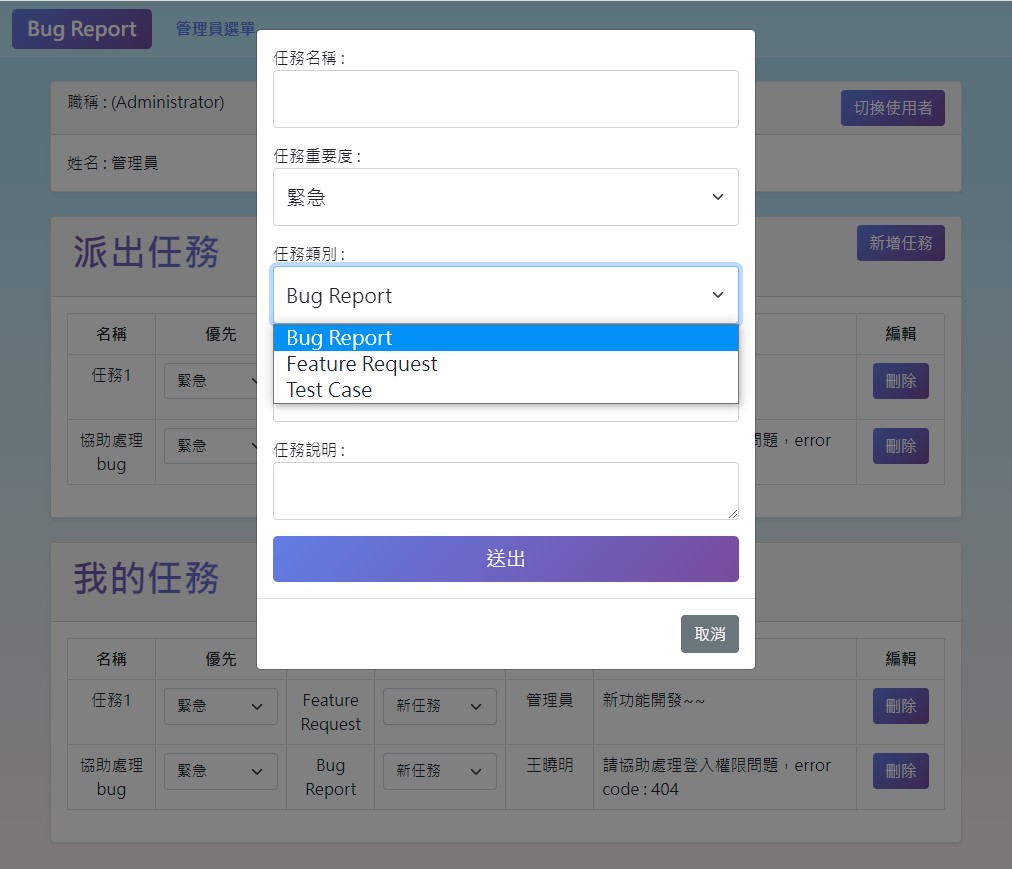 Bug Report
管理員選單
職稱 : (Administrator)
切換使用者
姓名 : 管理員
派出任務
新增任務
名稱 優先 編輯
任務1 緊急 刪除
協助處理 bug 緊急 問題，error 刪除
任務名稱 :
任務重要度 :
緊急
任務類別 :
Bug Report
Bug Report
Feature Request
Test Case
任務說明 :
送出
取消
我的任務
名稱 優先 編輯
任務1 緊急 Feature Request 新任務 管理員 新功能開發~~ 刪除
協助處理 bug 緊急 Bug Report 新任務 王曉明 請協助處理登入權限問題，error code : 404 刪除